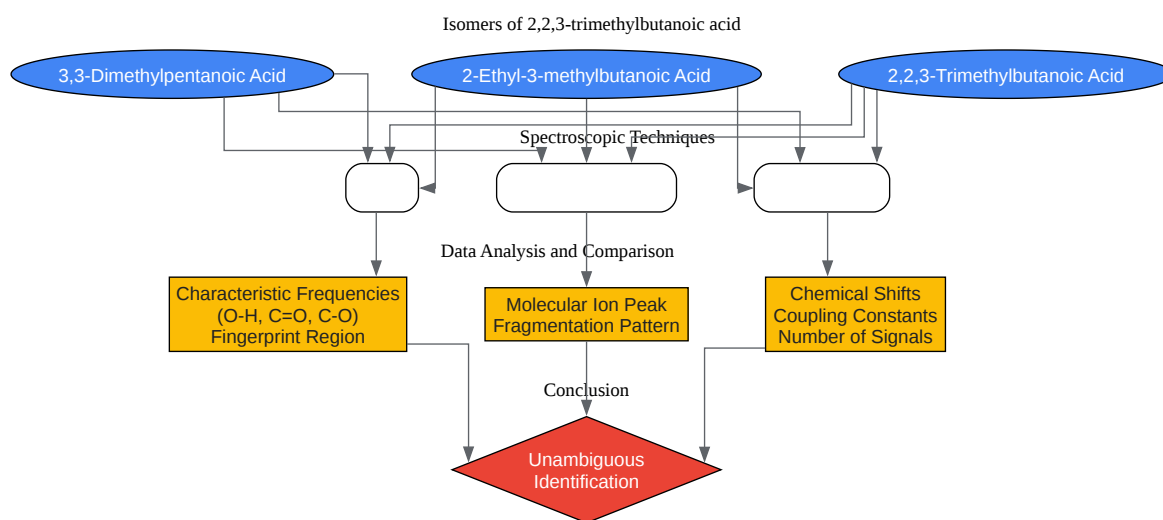 Isomers of 2,2,3-trimethylbutanoic acid
3,3-Dimethylpentanoic Acid
2-Ethyl-3-methylbutanoic Acid
2,2,3-Trimethylbutanoic Acid
Spectroscopic Techniques
Data Analysis and Comparison
Characteristic Frequencies
(O-H, C=O, C-O)
Fingerprint Region
Molecular Ion Peak
Fragmentation Pattern
Chemical Shifts
Coupling Constants
Number of Signals
Conclusion
Unambiguous
Identification